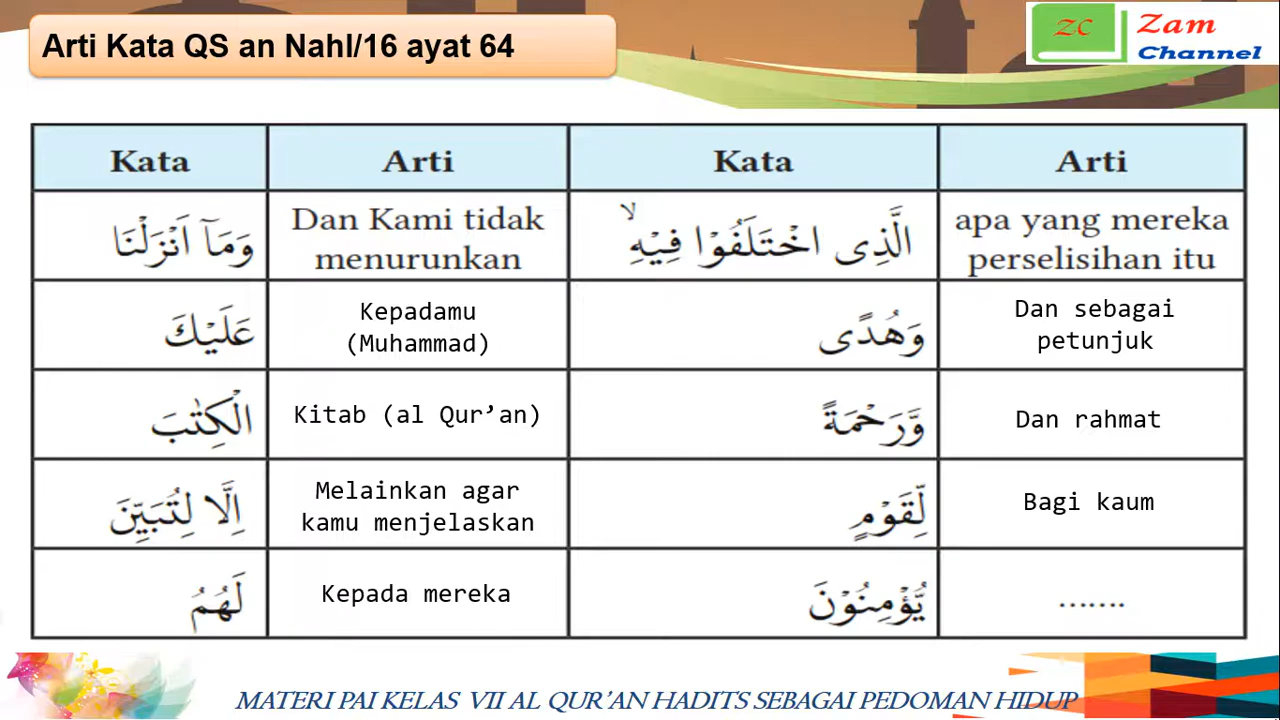 Arti Kata QS an Nahl/16 ayat 64
ZC
Zam
Channel
Kata
Arti
Kata
Arti
وَمَآ اَنْزَلْنَا
Dan Kami tidak
menurunkan
الَّذِى اخْتَلَفُوْا فِيْهِۙ
apa yang mereka
perselisihan itu
عَلَيْكَ
Kepadamu
(Muhammad)
وَهُدًى
Dan sebagai
petunjuk
الْكِتٰبَ
Kitab (al Qur’an)
وَّرَحْمَةً
Dan rahmat
اِلَّا لِتُبَيِّنَ
Melainkan agar
kamu menjelaskan
لِّقَوْمٍ
Bagi kaum
لَهُمُ
Kepada mereka
يُّؤْمِنُوْنَ
.......
MATERI PAI KELAS VII AL QUR’AN HADITS SEBAGAI PEDOMAN HIDUP